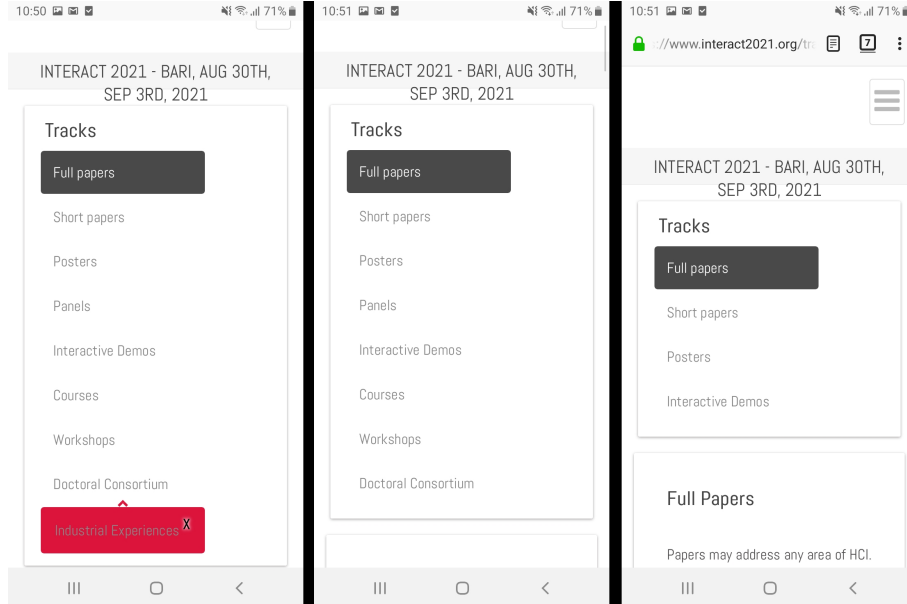 10:50 71%
INTERACT 2021 - BARI, AUG 30TH,
SEP 3RD, 2021
Tracks
Full papers
Short papers
Posters
Panels
Interactive Demos
Courses
Workshops
Doctoral Consortium
Industrial Experiences X
10:51 71%
INTERACT 2021 - BARI, AUG 30TH,
SEP 3RD, 2021
Tracks
Full papers
Short papers
Posters
Panels
Interactive Demos
Courses
Workshops
Doctoral Consortium
10:51 71%
://www.interact2021.org/tra 7
INTERACT 2021 - BARI, AUG 30TH,
SEP 3RD, 2021
Tracks
Full papers
Short papers
Posters
Interactive Demos
Full Papers
Papers may address any area of HCI.